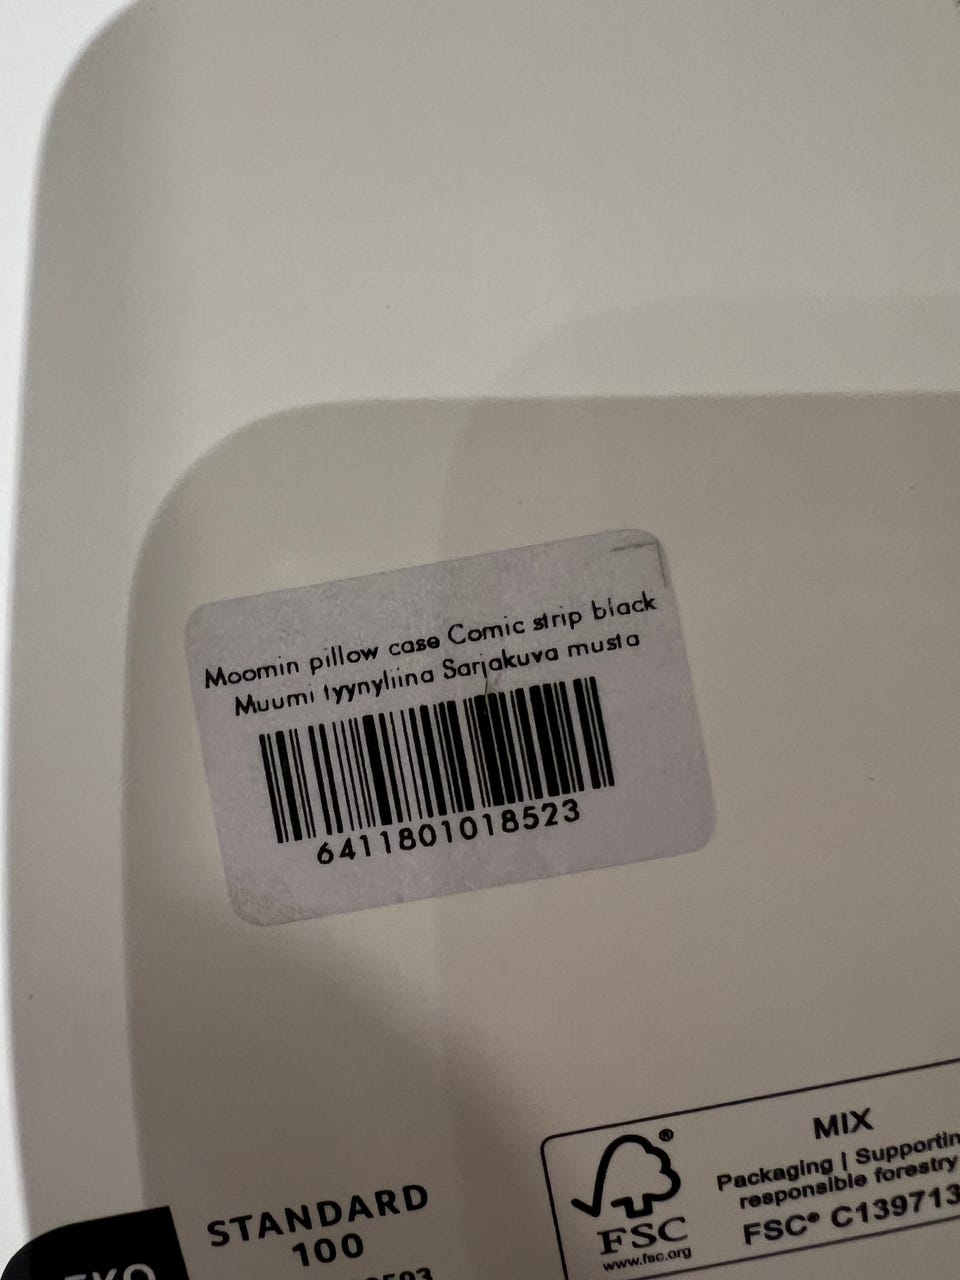 Moomin pillow case Comic strip black
Muumi tyynyliina Sarjakuva musta
6411801018523
MIX
Packaging | Supportin
responsible forestry
FSC® C139713
FSC
www.fsc.org
STANDARD
100